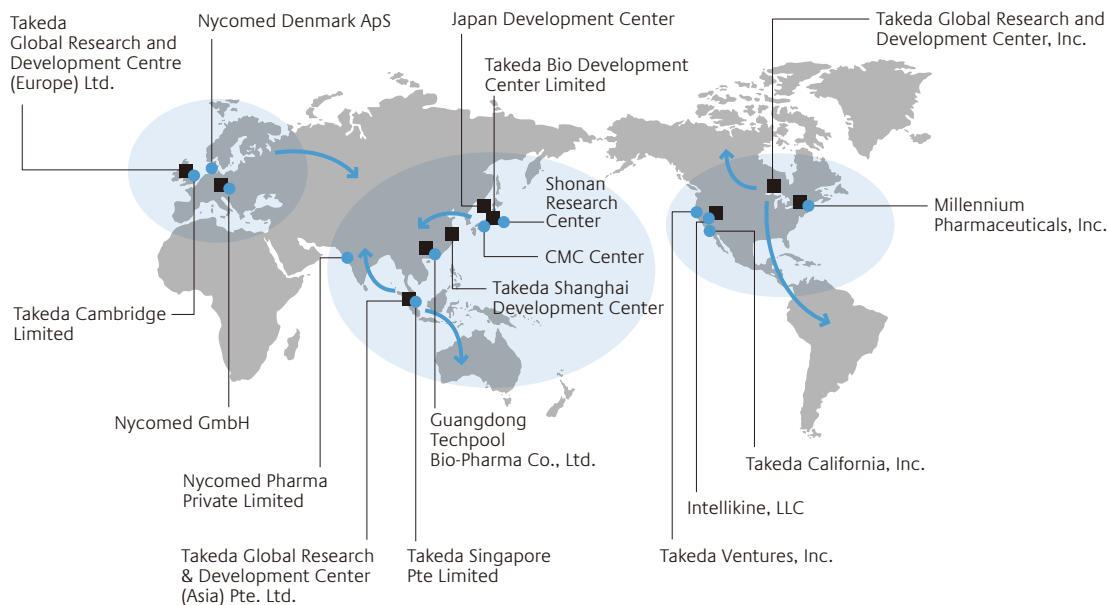 Takeda
Global Research and
Development Centre
(Europe) Ltd.
Nycomed Denmark ApS
Japan Development Center
Takeda Bio Development
Center Limited
Takeda Global Research and
Development Center, Inc.
Shonan
Research
Center
CMC Center
Takeda Shanghai
Development Center
Millennium
Pharmaceuticals, Inc.
Takeda Cambridge
Limited
Nycomed GmbH
Nycomed Pharma
Private Limited
Guangdong
Techpool
Bio-Pharma Co., Ltd.
Takeda California, Inc.
Intellikine, LLC
Takeda Global Research
& Development Center
(Asia) Pte. Ltd.
Takeda Singapore
Pte Limited
Takeda Ventures, Inc.